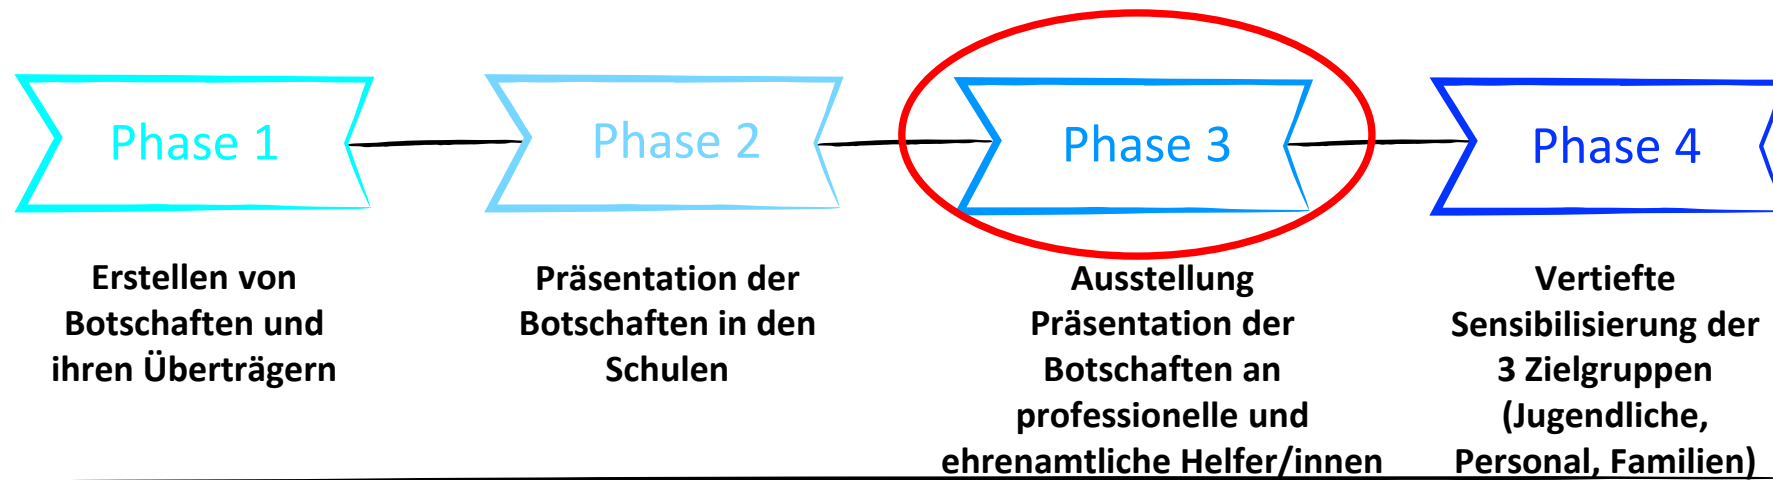 Phase 1
Phase 2
Phase 3
Phase 4
Erstellen von
Botschaften und
ihren Überträgern
Präsentation der
Botschaften in den
Schulen
Ausstellung
Präsentation der
Botschaften an
professionelle und
ehrenamtliche Helfer/innen
Vertiefte
Sensibilisierung der
3 Zielgruppen
(Jugendliche,
Personal, Familien)